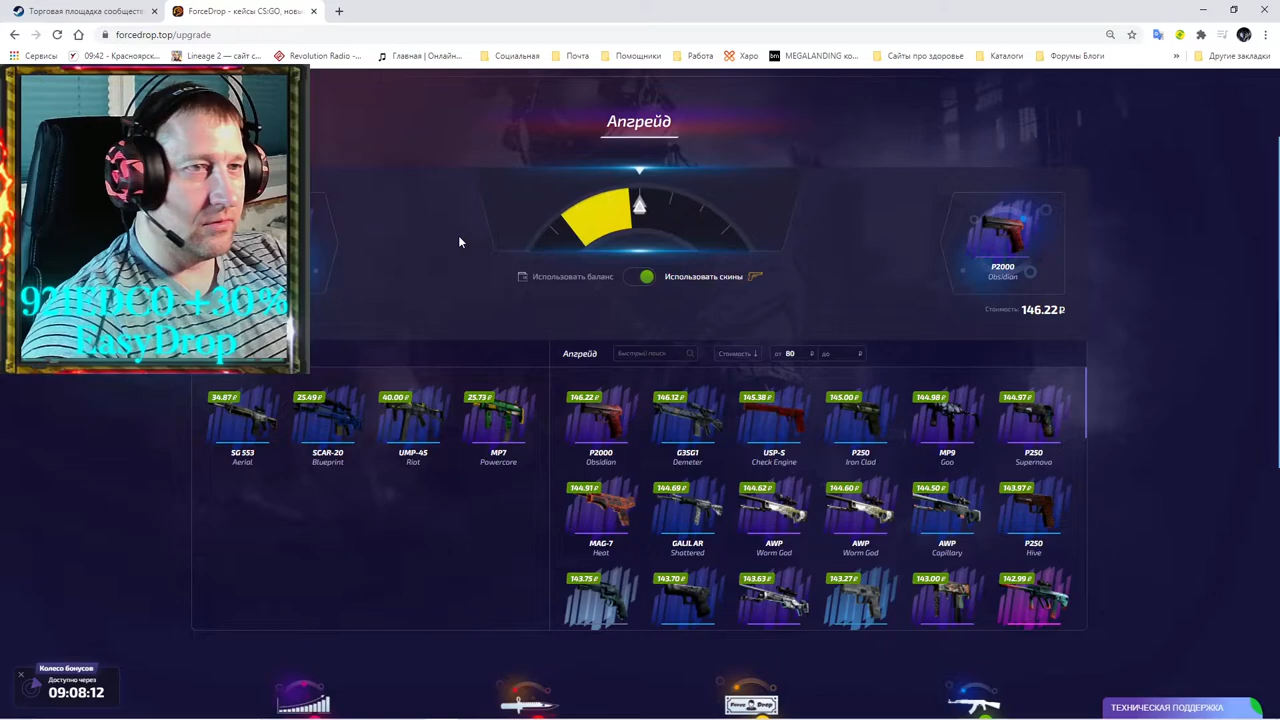 Торговая площадка сообществ
ForceDrop - кейсы CS:GO, новы
forcedrop.top/upgrade
Сервисы
09:42 - Красноярск...
Lineage 2 — сайт с...
Revolution Radio -...
Главная | Онлайн...
Социальная
Почта
Помощники
Работа
Харо
MEGALANDING ко...
Сайты про здоровье
Каталоги
Форумы Блоги
»
Другие закладки
Апгрейд
Использовать баланс
Использовать скины
P2000
Obsidian
Стоимость: 146.22 ₽
EasyDrop
Апгрейд
Быстрый поиск
Стоимость ↓
от 80 ₽
до ₽
34.87 ₽
25.49 ₽
40.00 ₽
25.73 ₽
146.22 ₽
146.12 ₽
145.38 ₽
145.00 ₽
144.98 ₽
144.97 ₽
SG 553
SCAR-20
UMP-45
MP7
P2000
G3SG1
USP-S
P250
MP9
P250
Aerial
Blueprint
Riot
Powercore
Obsidian
Demeter
Check Engine
Iron Clad
Goo
Supernova
144.91 ₽
144.69 ₽
144.62 ₽
144.60 ₽
144.50 ₽
143.97 ₽
MAG-7
GALIL AR
AWP
AWP
AWP
P250
Heat
Shattered
Worm God
Worm God
Capillary
Hive
143.75 ₽
143.70 ₽
143.63 ₽
143.27 ₽
143.00 ₽
142.99 ₽
Колесо бонусов
Доступно через
09:08:12
Force Drop
ТЕХНИЧЕСКАЯ ПОДДЕРЖКА